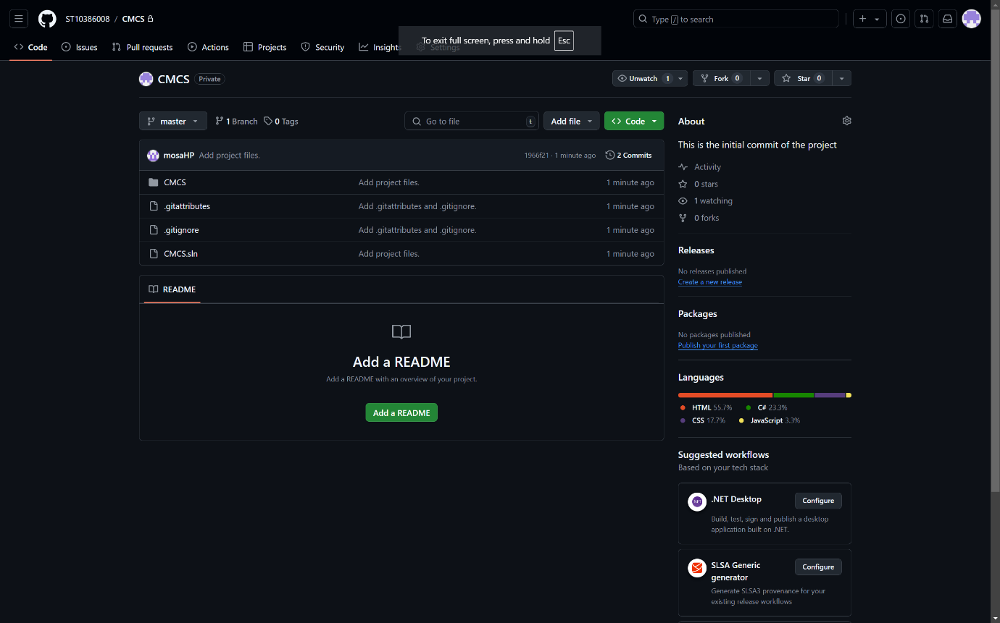 ST10386008 / CMCS
Type / to search
Code Issues Pull requests Actions Projects Security Insights Settings
To exit full screen, press and hold Esc
CMCS Private
Unwatch 1 Fork 0 Star 0
master 1 Branch 0 Tags Go to file t Add file Code
mosaHP Add project files. 1966f21 · 1 minute ago 2 Commits
CMCS Add project files. 1 minute ago
.gitattributes Add .gitattributes and .gitignore. 1 minute ago
.gitignore Add .gitattributes and .gitignore. 1 minute ago
CMCS.sln Add project files. 1 minute ago
README
Add a README
Add a README with an overview of your project.
Add a README
About
This is the initial commit of the project
Activity
0 stars
1 watching
0 forks
Releases
No releases published
Create a new release
Packages
No packages published
Publish your first package
Languages
HTML 55.7% C# 23.3%
CSS 17.7% JavaScript 3.3%
Suggested workflows
Based on your tech stack
.NET
.NET Desktop Configure
Build, test, sign and publish a desktop
application built on .NET.
SLSA Generic Configure
generator
Generate SLSA3 provenance for your
existing release workflows